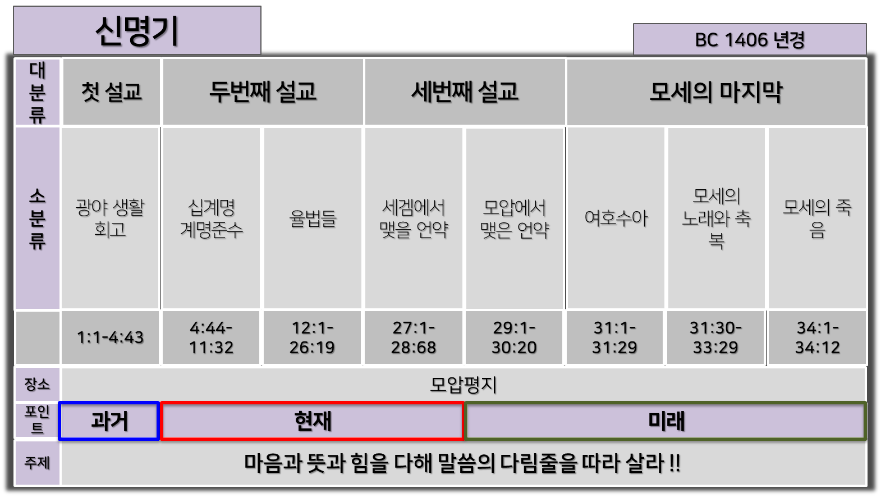 신명기
BC 1406 년경
대
분
류
첫 설교
두번째 설교
세번째 설교
모세의 마지막
소
분
류
광야 생활
회고
십계명
계명준수
율법들
세겜에서
맺을 언약
모압에서
맺은 언약
여호수아
모세의
노래와 축
복
모세의 죽
음
1:1-4:43
4:44-
11:32
12:1-
26:19
27:1-
28:68
29:1-
30:20
31:1-
31:29
31:30-
33:29
34:1-
34:12
장소
모압평지
포인
트
과거
현재
미래
주제
마음과 뜻과 힘을 다해 말씀의 다림줄을 따라 살라 !!